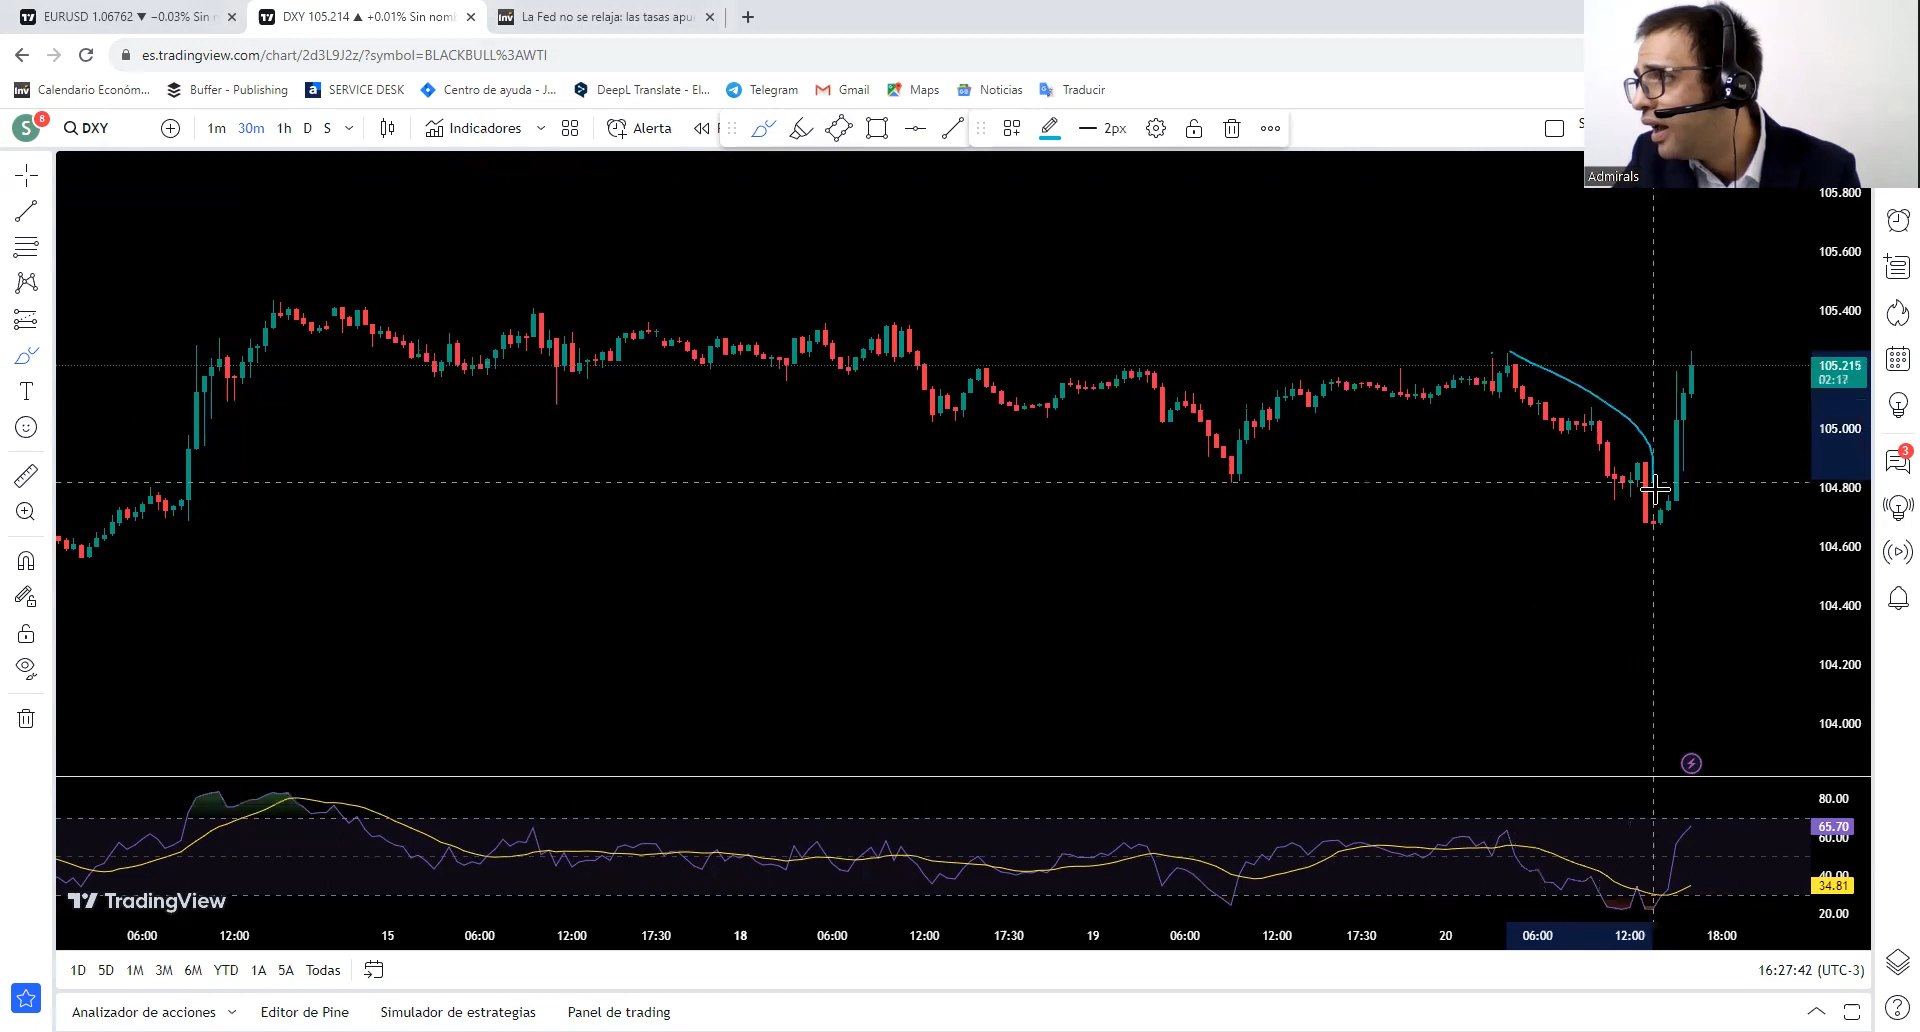 EURUSD 1.06762 ▼ −0.03% Sin n
DXY 105.214 ▲ +0.01% Sin nomb
La Fed no se relaja: las tasas apu
es.tradingview.com/chart/2d3L9J2z/?symbol=BLACKBULL%3AWTI
Calendario Económ...
Buffer - Publishing
SERVICE DESK
Centro de ayuda - J...
DeepL Translate - El...
Telegram
Gmail
Maps
Noticias
Traducir
S
8
DXY
1m 30m 1h D S
Indicadores
Alerta
2px
S
Admirals
105.800
105.600
105.400
105.215
02:17
105.000
104.800
104.600
104.400
104.200
104.000
3
80.00
65.70
60.00
40.00
34.81
20.00
TradingView
06:00 12:00 15 06:00 12:00 17:30 18 06:00 12:00 17:30 19 06:00 12:00 17:30 20 06:00 12:00 18:00
1D 5D 1M 3M 6M YTD 1A 5A Todas
16:27:42 (UTC-3)
Analizador de acciones
Editor de Pine
Simulador de estrategias
Panel de trading